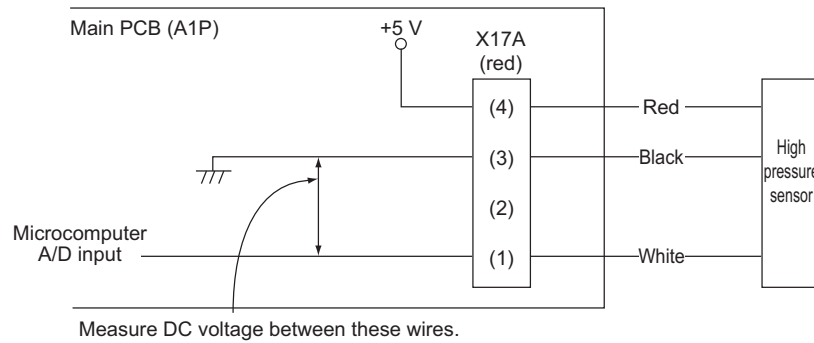 Main PCB (A1P)
+5 V
X17A
(red)
(4)
Red
(3)
Black
(2)
(1)
White
High
pressure
sensor
Microcomputer
A/D input
Measure DC voltage between these wires.